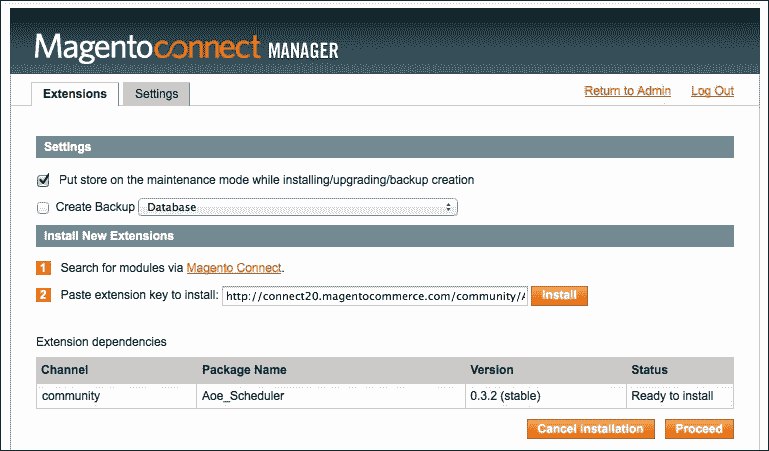 Magentoconnect MANAGER
Extensions Settings Return to Admin Log Out
Settings
Put store on the maintenance mode while installing/upgrading/backup creation
Create Backup Database
Install New Extensions
1 Search for modules via Magento Connect.
2 Paste extension key to install: http://connect20.magentocommerce.com/community/ Install
Extension dependencies
Channel Package Name Version Status
community Aoe_Scheduler 0.3.2 (stable) Ready to install
Cancel Installation Proceed